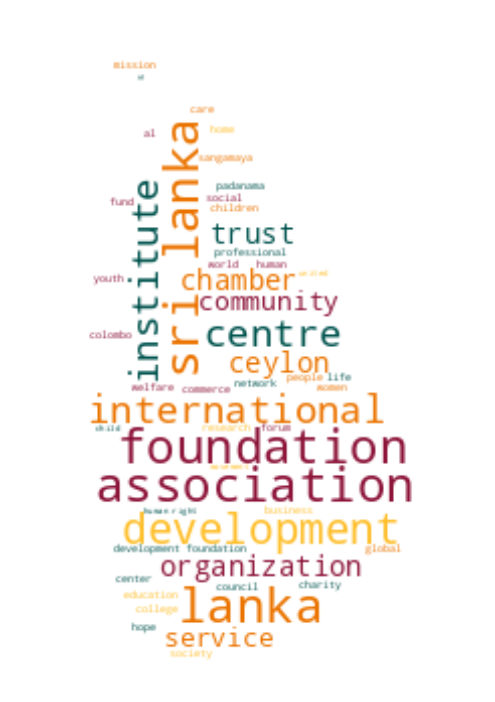 mission
care
al
home
sri lanka
sangamaya
institute
padanama
fund
social
children
trust
professional
world
human
youth
chamber
united
community
colombo
centre
ceylon
people
life
welfare
commerce
network
women
international
child
research
forum
foundation
association
human right
business
development
development foundation
global
organization
center
council
charity
education
lanka
college
hope
service
society